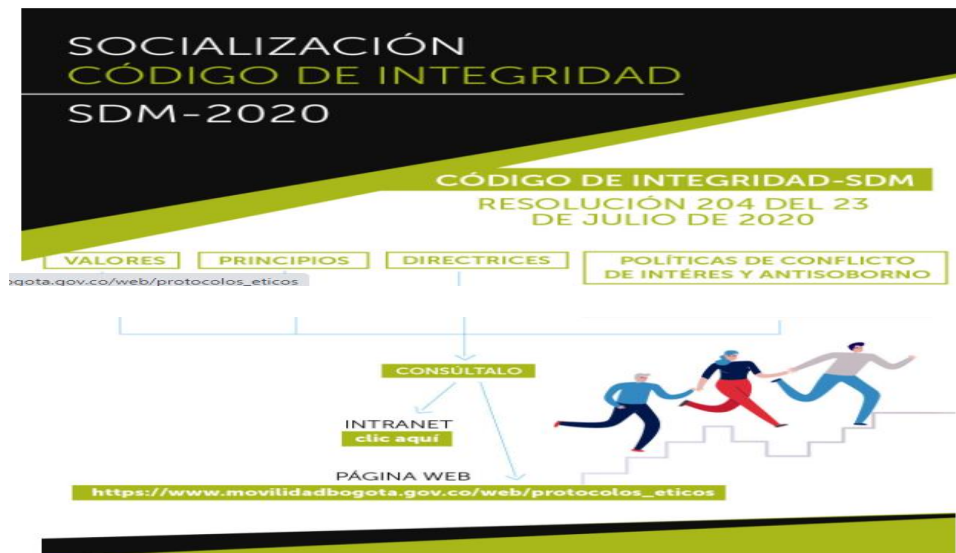 SOCIALIZACIÓN
CÓDIGO DE INTEGRIDAD
SDM-2020
CÓDIGO DE INTEGRIDAD-SDM
RESOLUCIÓN 204 DEL 23
DE JULIO DE 2020
VALORES
PRINCIPIOS
DIRECTRICES
POLÍTICAS DE CONFLICTO
DE INTÉRES Y ANTISOBORNO
ogota.gov.co/web/protocolos_eticos
CONSÚLTALO
INTRANET
clic aquí
PÁGINA WEB
https://www.movilidadbogota.gov.co/web/protocolos_eticos